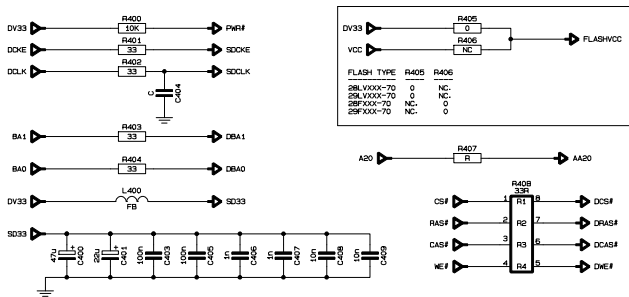 DV33 R400 10K PWR#
DCKE R401 33 SDCKE
DCLK R402 33 SDCLK
C C404
BA1 R403 33 DBA1
BA0 R404 33 DBA0
DV33 L400 FB SD33
SD33
47u C400
22u C401
100n C403
100n C405
1n C406
1n C407
10n C408
10n C409
DV33 R405 0
VCC R406 NC
FLASHVCC
FLASH TYPE R405 R406
28LVXXX-70 0 NC.
29LVXXX-70 0 NC.
28FXXX-70 NC. 0
29FXXX-70 NC. 0
A20 R407 R AA20
R408
33R
CS# 1 R1 8 DCS#
RAS# 2 R2 7 DRAS#
CAS# 3 R3 6 DCAS#
WE# 4 R4 5 DWE#